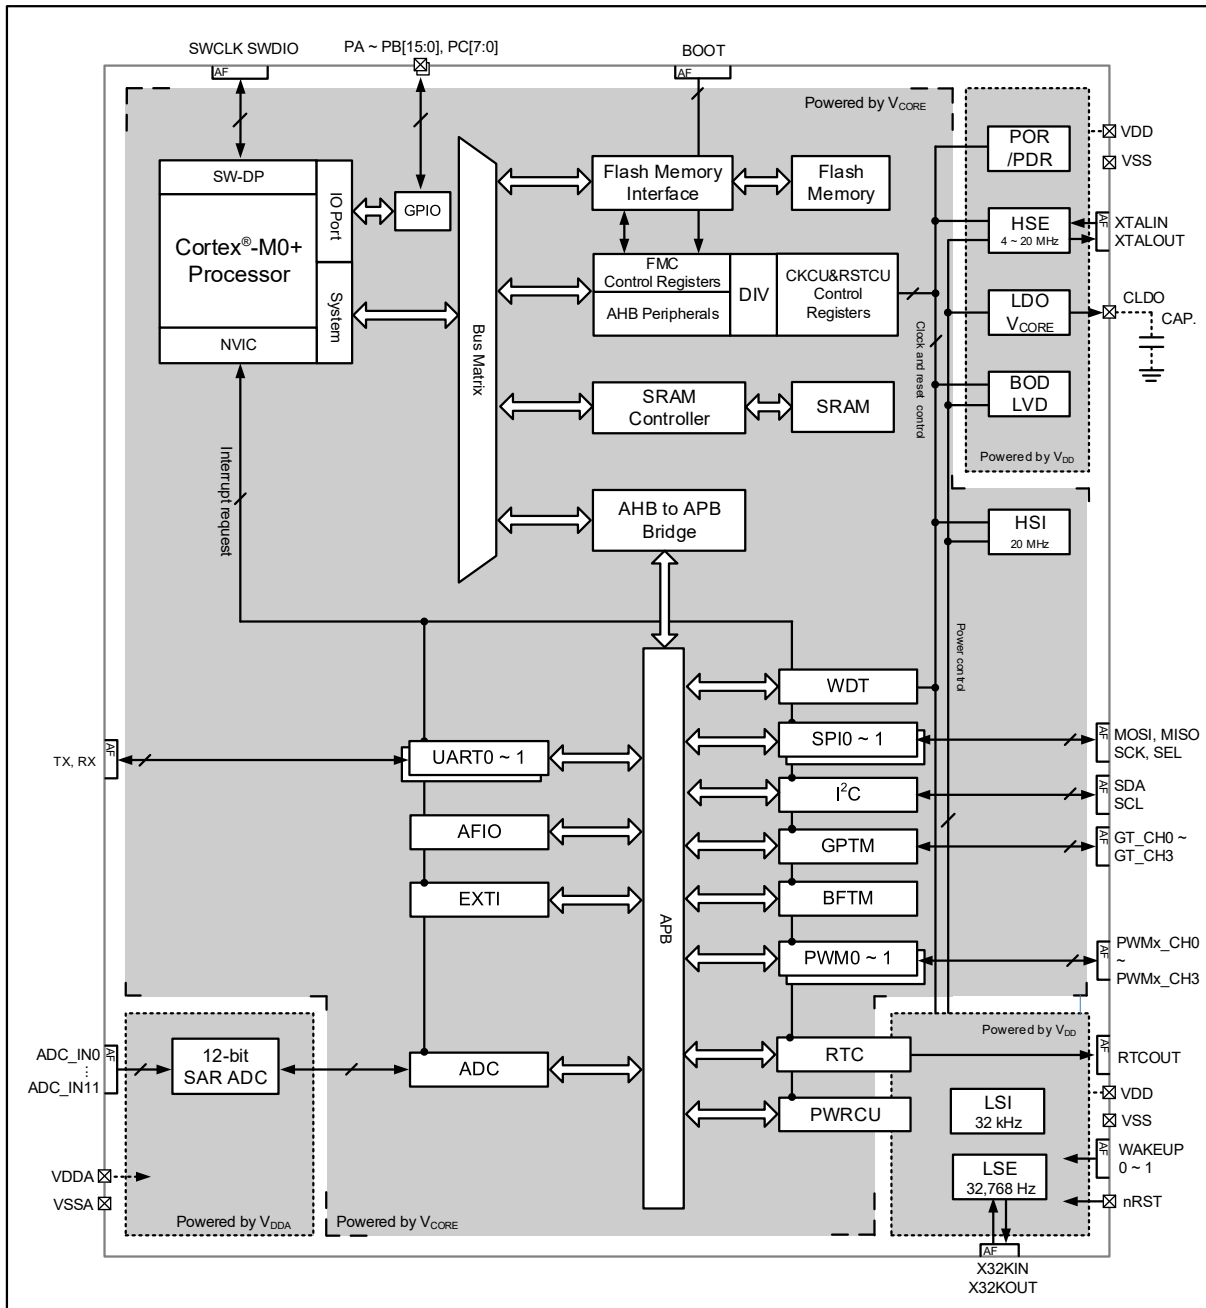 SWCLK SWDIO
PA ~ PB[15:0], PC[7:0]
BOOT
AF
AF
Powered by VCORE
POR
/PDR
VDD
VSS
SW-DP
IO Port
GPIO
Flash Memory
Interface
Flash
Memory
Cortex®-M0+
Processor
HSE
4 ~ 20 MHz
AF
XTALIN
XTALOUT
FMC
Control Registers
AHB Peripherals
DIV
CKCU&RSTCU
Control
Registers
System
NVIC
Bus Matrix
Clock and reset control
LDO
VCORE
CLDO
CAP.
BOD
LVD
SRAM
Controller
SRAM
Powered by VDD
Interrupt request
AHB to APB
Bridge
HSI
20 MHz
Power control
WDT
TX, RX
AF
UART0 ~ 1
SPI0 ~ 1
AF
MOSI, MISO
SCK, SEL
I2C
AF
SDA
SCL
AFIO
GPTM
AF
GT_CH0 ~
GT_CH3
EXTI
BFTM
APB
PWM0 ~ 1
AF
PWMx_CH0
~
PWMx_CH3
Powered by VDD
ADC_IN0
⋮
ADC_IN11
AF
12-bit
SAR ADC
ADC
RTC
AF
RTCOUT
LSI
32 kHz
VDD
VSS
PWRCU
AF
WAKEUP
0 ~ 1
LSE
32,768 Hz
VDDA
VSSA
nRST
Powered by VDDA
Powered by VCORE
AF
X32KIN
X32KOUT